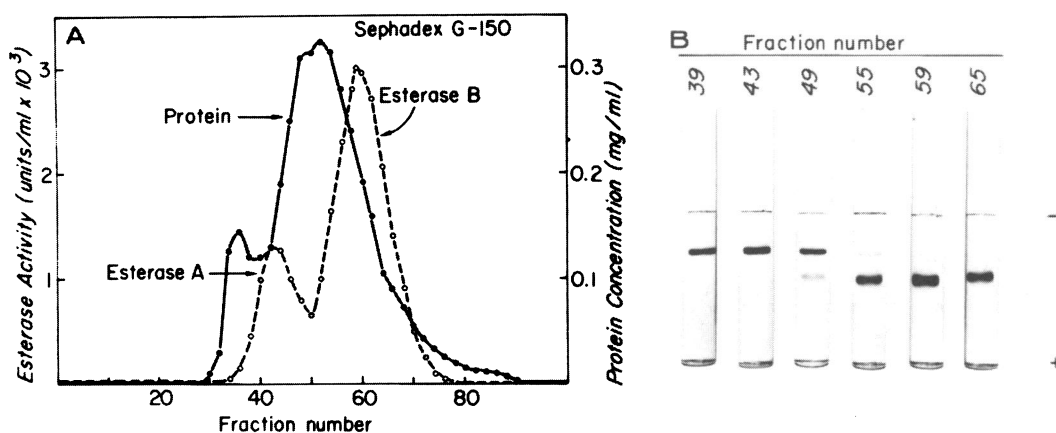 A
Sephadex G-150
Esterase Activity (units/ml x 10³)
3
2
1
Protein
Esterase A
Esterase B
0.3
0.2
0.1
Protein Concentration (mg/ml)
20 40 60 80
Fraction number
B
Fraction number
39 43 49 55 59 65
-
+